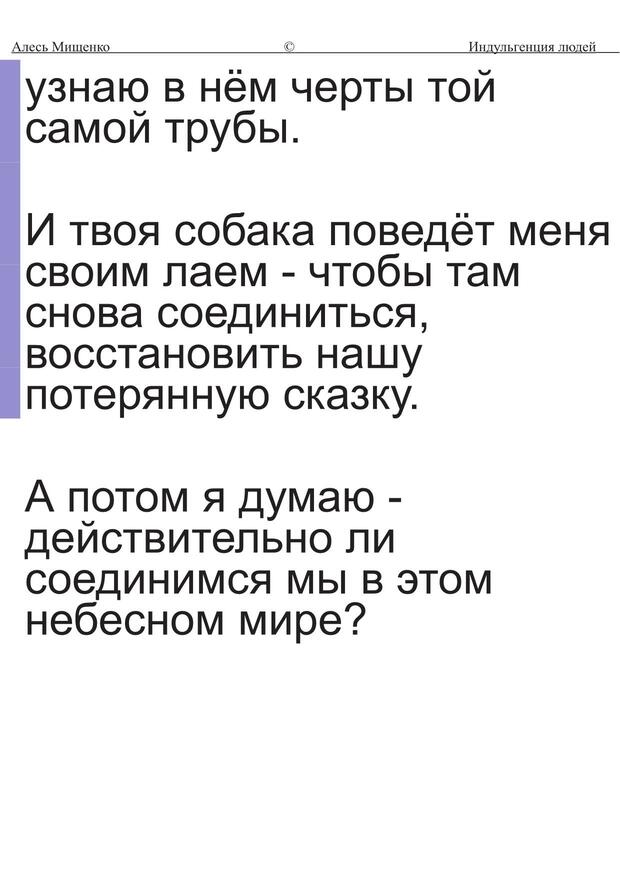 Алесь Мищенко © Индульгенция людей
узнаю в нём черты той
самой трубы.
И твоя собака поведёт меня
своим лаем - чтобы там
снова соединиться,
восстановить нашу
потерянную сказку.
А потом я думаю -
действительно ли
соединимся мы в этом
небесном мире?